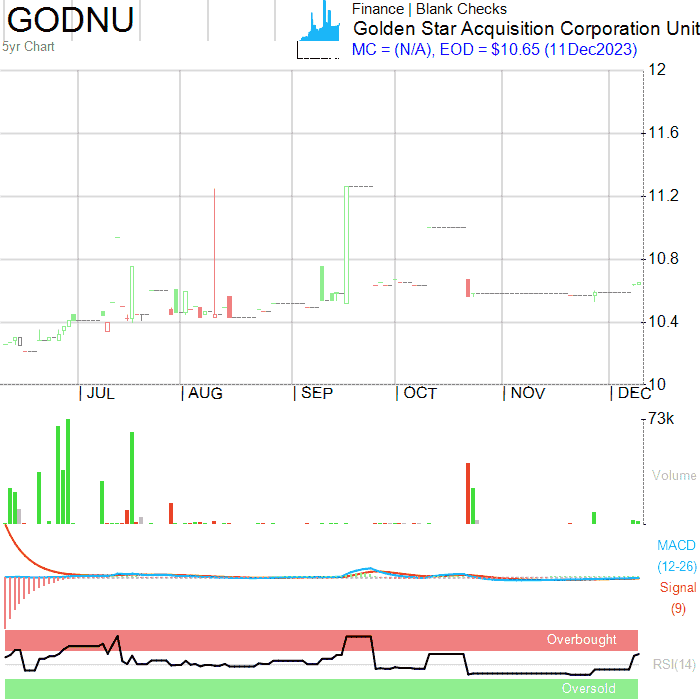 GODNU
5yr Chart
Finance | Blank Checks
Golden Star Acquisition Corporation Unit
MC = (N/A), EOD = $10.65 (11Dec2023)
12
11.6
11.2
10.8
10.4
10
JUL
AUG
SEP
OCT
NOV
DEC
73k
Volume
MACD
(12-26)
Signal
(9)
Overbought
RSI(14)
Oversold